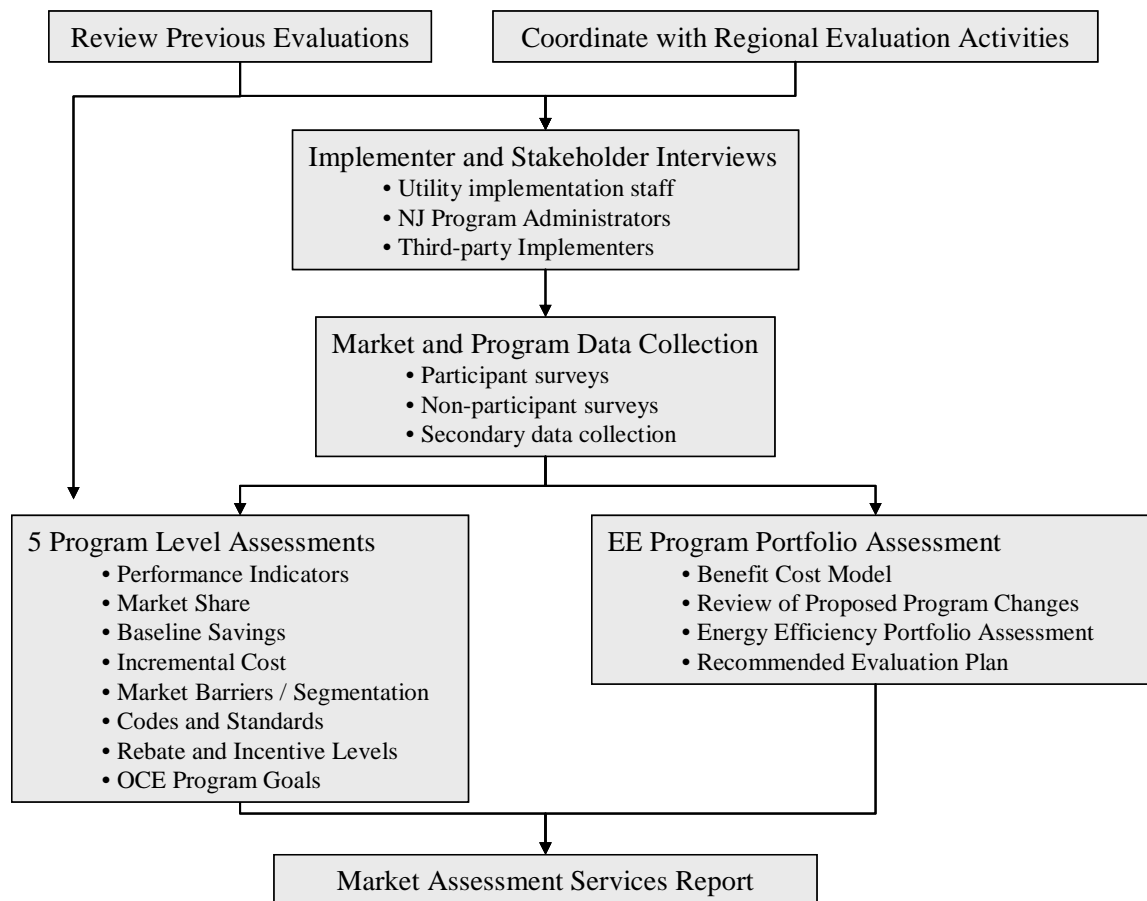 Review Previous Evaluations
Coordinate with Regional Evaluation Activities
Implementer and Stakeholder Interviews
• Utility implementation staff
• NJ Program Administrators
• Third-party Implementers
Market and Program Data Collection
• Participant surveys
• Non-participant surveys
• Secondary data collection
5 Program Level Assessments
• Performance Indicators
• Market Share
• Baseline Savings
• Incremental Cost
• Market Barriers / Segmentation
• Codes and Standards
• Rebate and Incentive Levels
• OCE Program Goals
EE Program Portfolio Assessment
• Benefit Cost Model
• Review of Proposed Program Changes
• Energy Efficiency Portfolio Assessment
• Recommended Evaluation Plan
Market Assessment Services Report